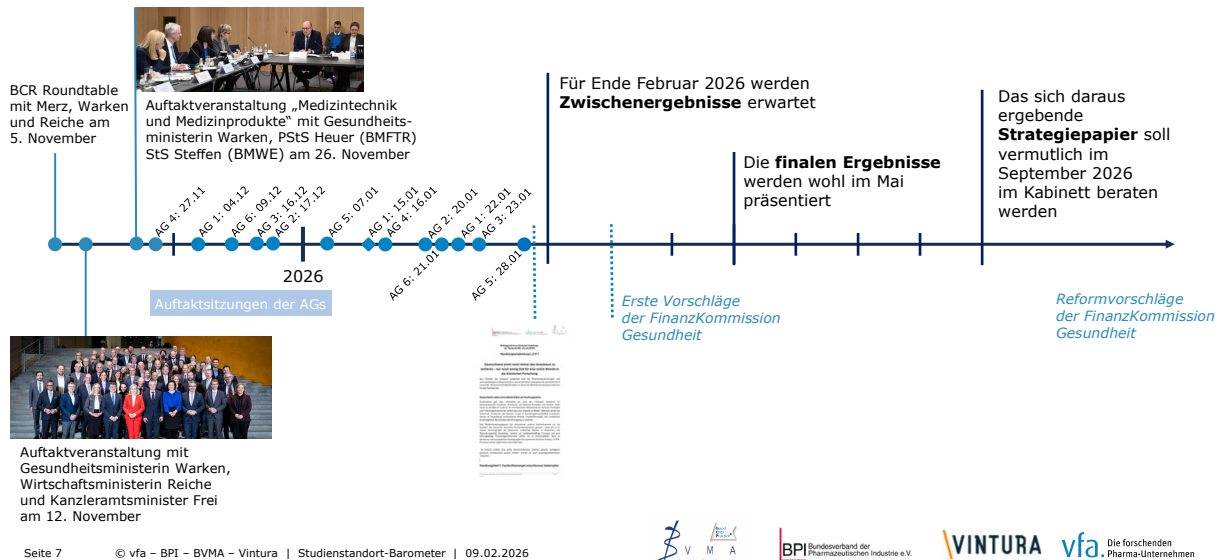 BCR Roundtable
mit Merz, Warken
und Reiche am
5. November
Auftaktveranstaltung „Medizintechnik
und Medizinprodukte“ mit Gesundheits-
ministerin Warken, PStS Heuer (BMFTR)
StS Steffen (BMWE) am 26. November
Für Ende Februar 2026 werden
Zwischenergebnisse erwartet
Die finalen Ergebnisse
werden wohl im Mai
präsentiert
Das sich daraus
ergebende
Strategiepapier soll
vermutlich im
September 2026
im Kabinett beraten
werden
AG 4: 27.11
AG 1: 04.12
AG 6: 09.12
AG 3: 16.12
AG 2: 17.12
AG 5: 07.01
AG 1: 15.01
AG 4: 16.01
AG 2: 20.01
AG 1: 22.01
AG 3: 23.01
AG 6: 21.01
AG 5: 28.01
2026
Auftaktsitzungen der AGs
Erste Vorschläge
der FinanzKommission
Gesundheit
Reformvorschläge
der FinanzKommission
Gesundheit
Auftaktveranstaltung mit
Gesundheitsministerin Warken,
Wirtschaftsministerin Reiche
und Kanzleramtsminister Frei
am 12. November
Seite 7 © vfa – BPI – BVMA – Vintura | Studienstandort-Barometer | 09.02.2026
B V M A
BPI Bundesverband der
Pharmazeutischen Industrie e.V.
VINTURA
vfa. Die forschenden
Pharma-Unternehmen